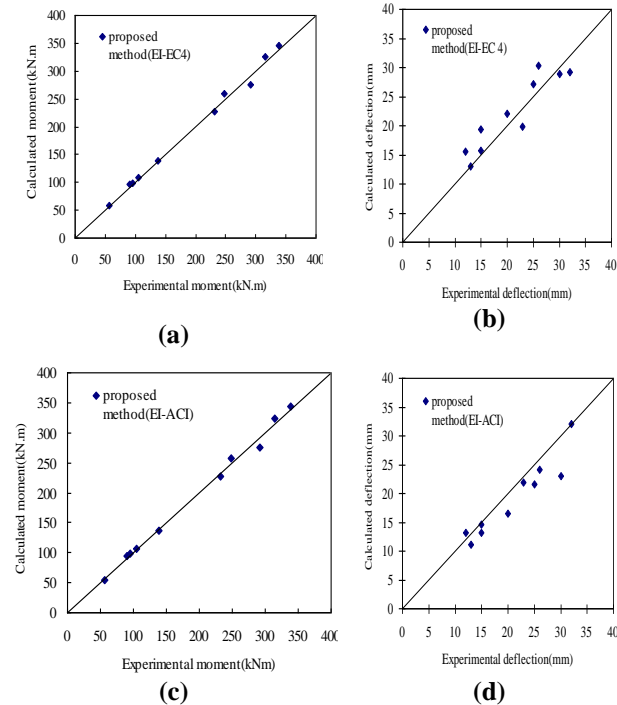 400
350
300
250
200
150
100
50
0
proposed
method(EI-EC4)
Calculated moment(kN.m)
0 50 100 150 200 250 300 350 400
Experimental moment(kN.m)
(a)
40
35
30
25
20
15
10
5
0
proposed
method(EI-EC 4)
Calculated deflection(mm
0 5 10 15 20 25 30 35 40
Experimental deflection(mm)
(b)
400
350
300
250
200
150
100
50
0
proposed
method(EI-ACI)
Calculated moment(kN.m)
0 50 100 150 200 250 300 350 400
Experimental moment(kNm)
(c)
40
35
30
25
20
15
10
5
0
proposed
method(EI-ACI)
Calculated deflection(mm
0 5 10 15 20 25 30 35 40
Experimental deflection(mm)
(d)